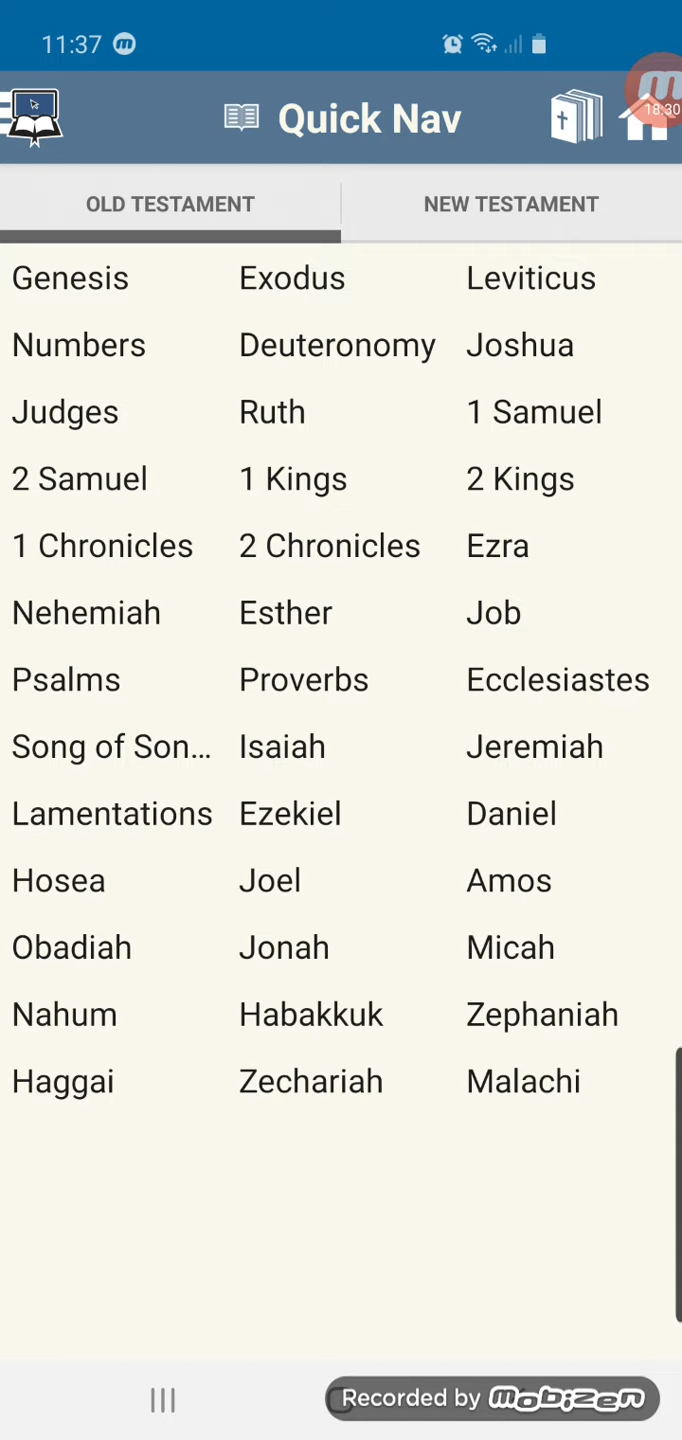 11:37
18:30
Quick Nav
OLD TESTAMENT NEW TESTAMENT
Genesis Exodus Leviticus
Numbers Deuteronomy Joshua
Judges Ruth 1 Samuel
2 Samuel 1 Kings 2 Kings
1 Chronicles 2 Chronicles Ezra
Nehemiah Esther Job
Psalms Proverbs Ecclesiastes
Song of Son... Isaiah Jeremiah
Lamentations Ezekiel Daniel
Hosea Joel Amos
Obadiah Jonah Micah
Nahum Habakkuk Zephaniah
Haggai Zechariah Malachi
Recorded by mobizen